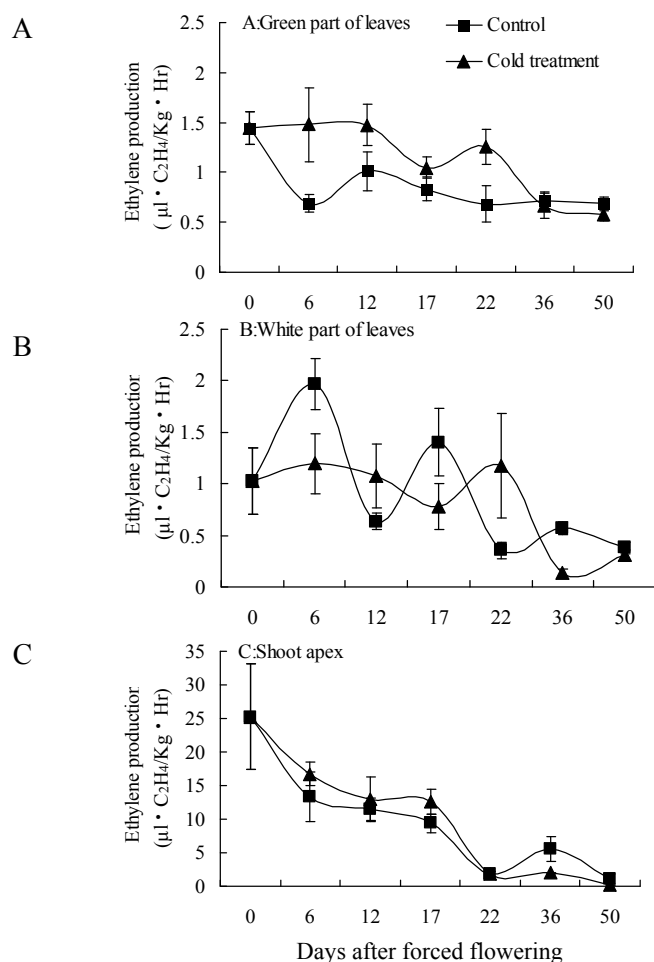 A
A:Green part of leaves
Control
Cold treatment
Ethylene production
( μl・C2H4/Kg・Hr)
2.5
2
1.5
1
0.5
0
0 6 12 17 22 36 50
B
B:White part of leaves
Ethylene production
(μl・C2H4/Kg・Hr)
2.5
2
1.5
1
0.5
0
0 6 12 17 22 36 50
C
C:Shoot apex
Ethylene production
(μl・C2H4/Kg・Hr)
35
30
25
20
15
10
5
0
0 6 12 17 22 36 50
Days after forced flowering